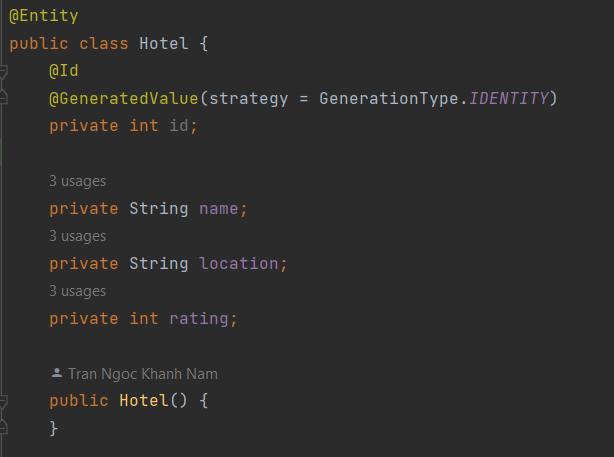 @Entity
public class Hotel {
@Id
@GeneratedValue(strategy = GenerationType.IDENTITY)
private int id;
3 usages
private String name;
3 usages
private String location;
3 usages
private int rating;
Tran Ngoc Khanh Nam
public Hotel() {
}